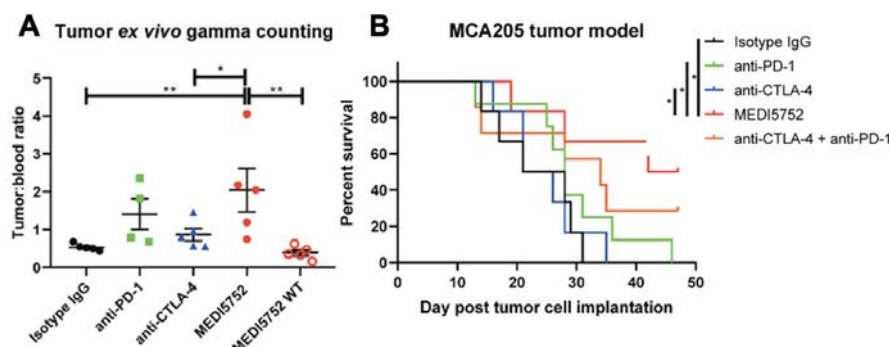 A
Tumor ex vivo gamma counting
Tumor:blood ratio
5
4
3
2
1
0
**
*
**
Isotype IgG
anti-PD-1
anti-CTLA-4
MEDI5752
MEDI5752 WT
B
MCA205 tumor model
Percent survival
100
80
60
40
20
0
0 10 20 30 40 50
Day post tumor cell implantation
* * *
Isotype IgG
anti-PD-1
anti-CTLA-4
MEDI5752
anti-CTLA-4 + anti-PD-1